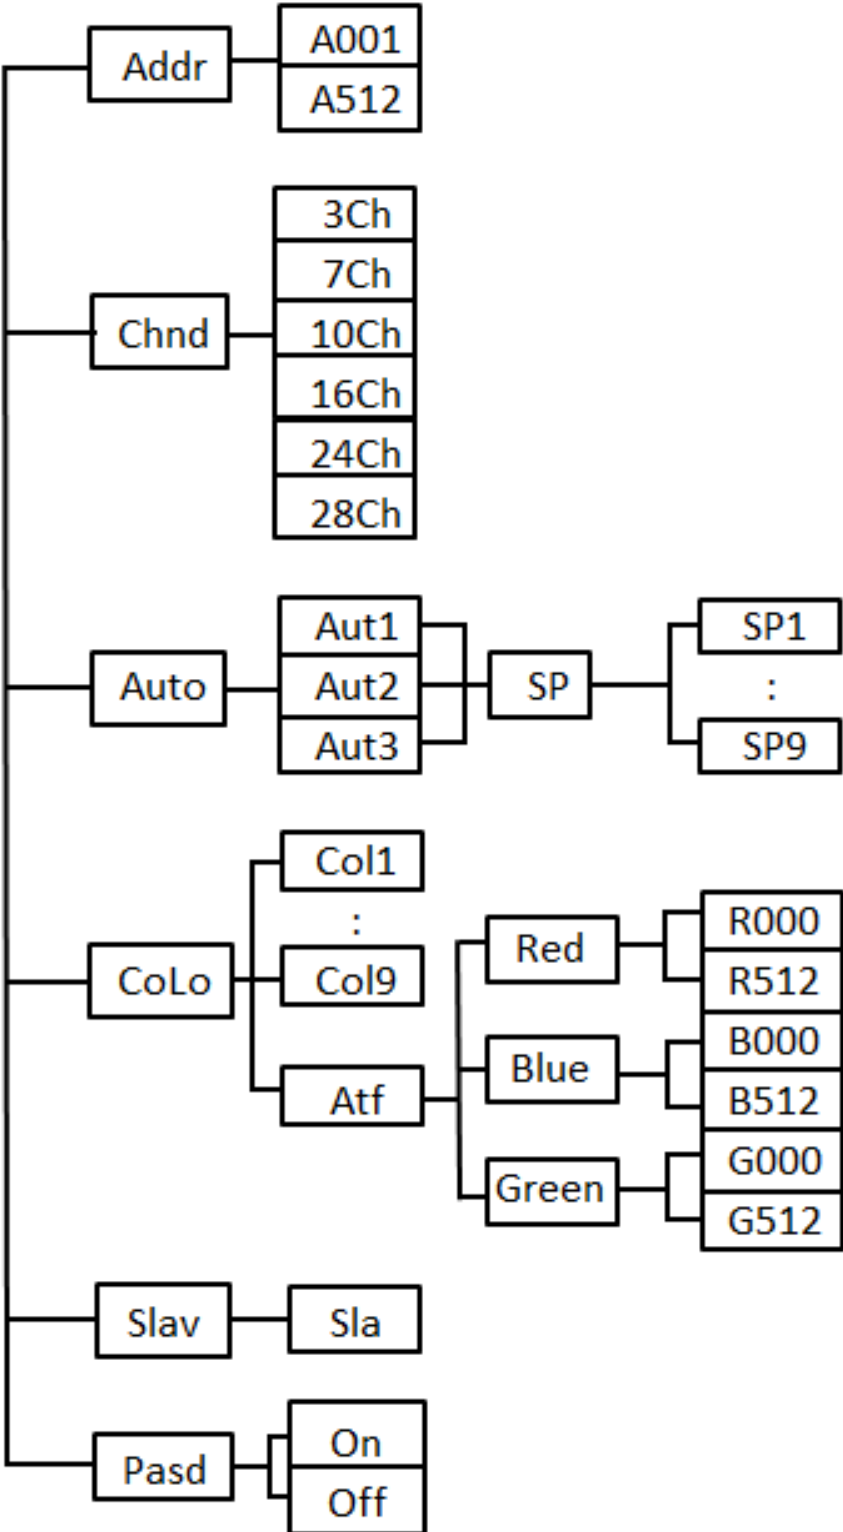 Addr
A001
A512
Chnd
3Ch
7Ch
10Ch
16Ch
24Ch
28Ch
Auto
Aut1
Aut2
Aut3
SP
SP1
:
SP9
CoLo
Col1
:
Col9
Atf
Red
R000
R512
Blue
B000
B512
Green
G000
G512
Slav
Sla
Pasd
On
Off